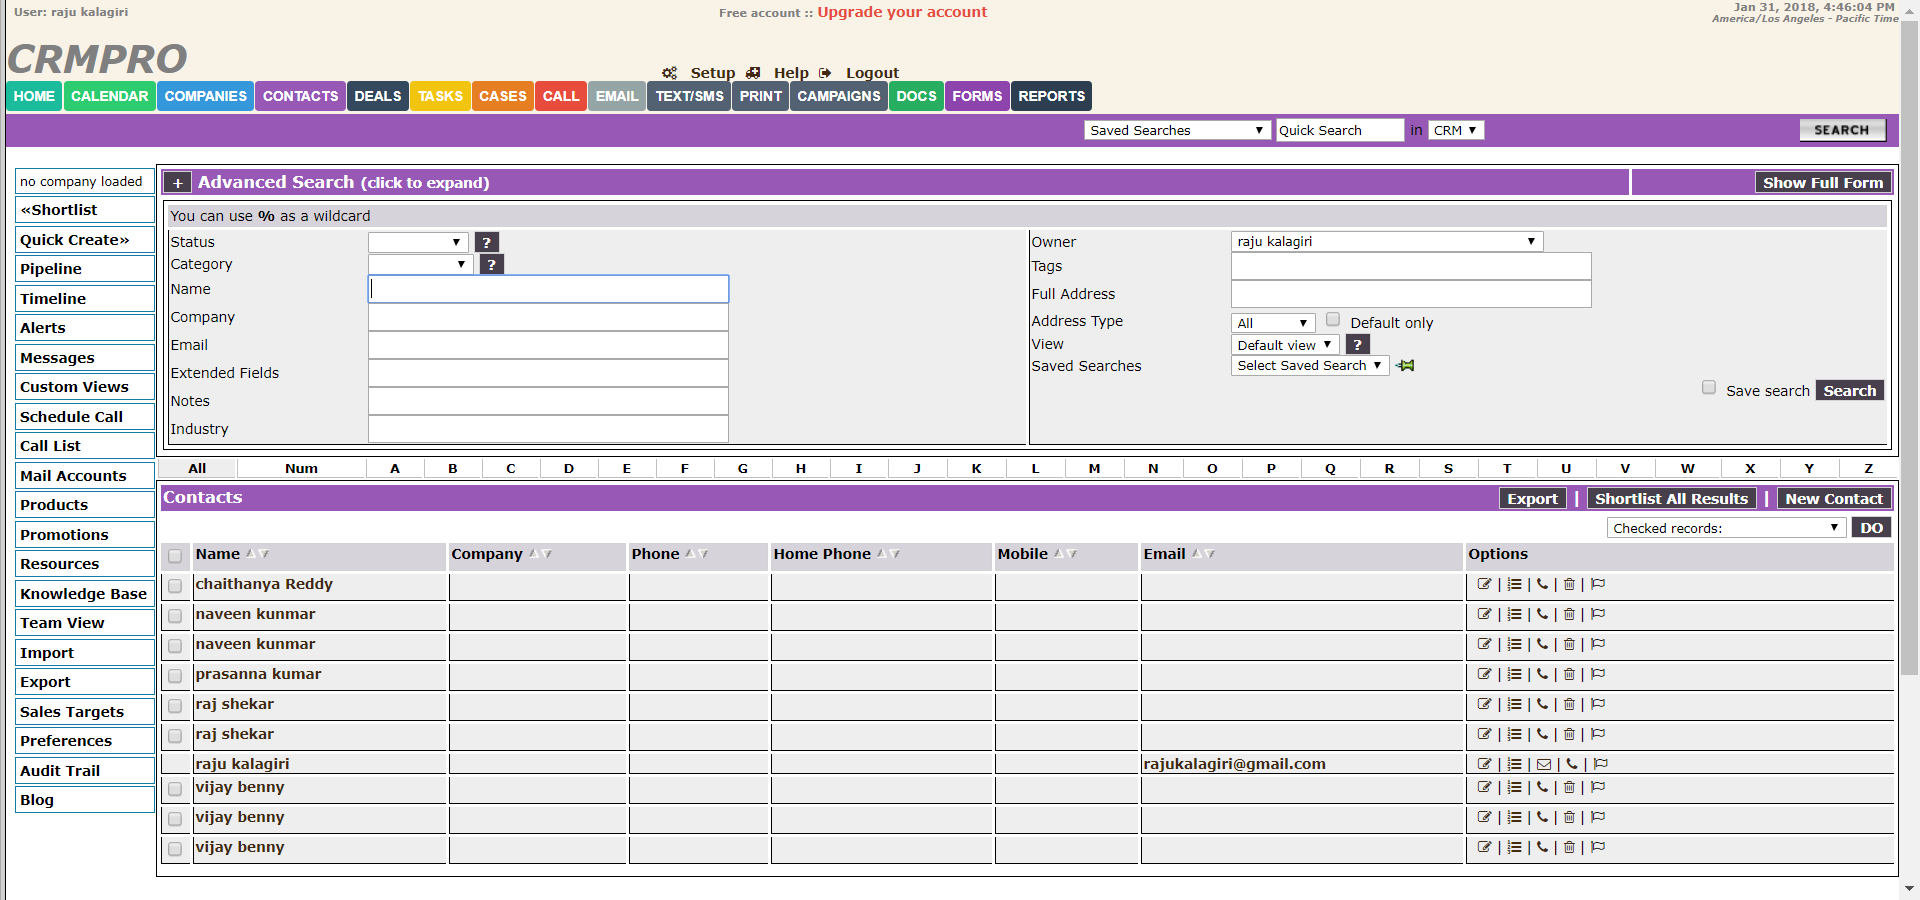 User: raju kalagiri
Free account :: Upgrade your account
Jan 31, 2018, 4:46:04 PM
America/Los Angeles - Pacific Time
CRMPRO
Setup Help Logout
HOME CALENDAR COMPANIES CONTACTS DEALS TASKS CASES CALL EMAIL TEXT/SMS PRINT CAMPAIGNS DOCS FORMS REPORTS
Saved Searches Quick Search in CRM SEARCH
no company loaded
«Shortlist
Quick Create»
Pipeline
Timeline
Alerts
Messages
Custom Views
Schedule Call
Call List
Mail Accounts
Products
Promotions
Resources
Knowledge Base
Team View
Import
Export
Sales Targets
Preferences
Audit Trail
Blog
+ Advanced Search (click to expand) Show Full Form
You can use % as a wildcard
Status ?
Category ?
Name
Company
Email
Extended Fields
Notes
Industry
Owner raju kalagiri
Tags
Full Address
Address Type All Default only
View Default view ?
Saved Searches Select Saved Search
Save search Search
All Num A B C D E F G H I J K L M N O P Q R S T U V W X Y Z
Contacts Export | Shortlist All Results | New Contact
Checked records: DO
Name Company Phone Home Phone Mobile Email Options
chaithanya Reddy | | | |
naveen kunmar | | | |
naveen kunmar | | | |
prasanna kumar | | | |
raj shekar | | | |
raj shekar | | | |
raju kalagiri rajukalagiri@gmail.com | | | |
vijay benny | | | |
vijay benny | | | |
vijay benny | | | |